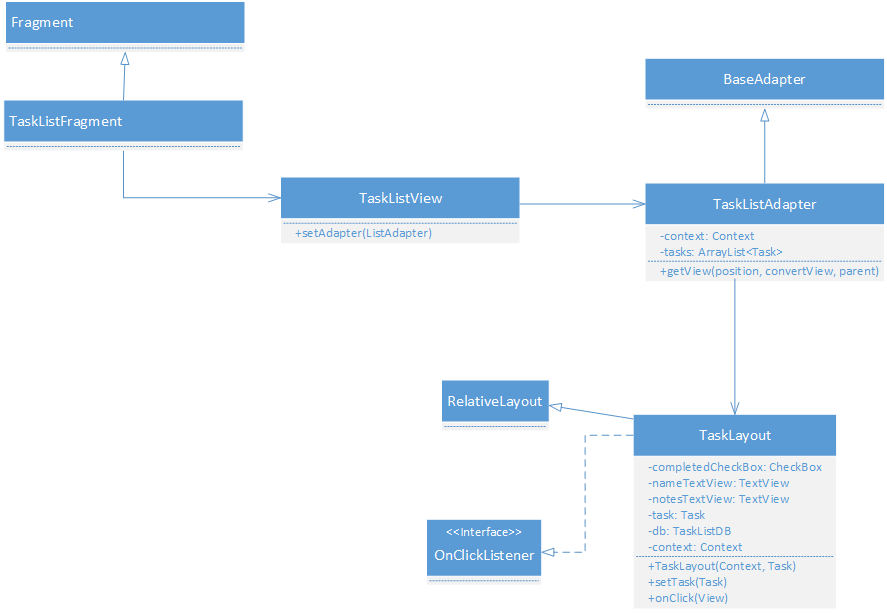 Fragment
TaskListFragment
BaseAdapter
TaskListView
+setAdapter(ListAdapter)
TaskListAdapter
-context: Context
-tasks: ArrayList<Task>
+getView(position, convertView, parent)
RelativeLayout
TaskLayout
-completedCheckBox: CheckBox
-nameTextView: TextView
-notesTextView: TextView
-task: Task
-db: TaskListDB
-context: Context
+TaskLayout(Context, Task)
+setTask(Task)
+onClick(View)
<<Interface>>
OnClickListener